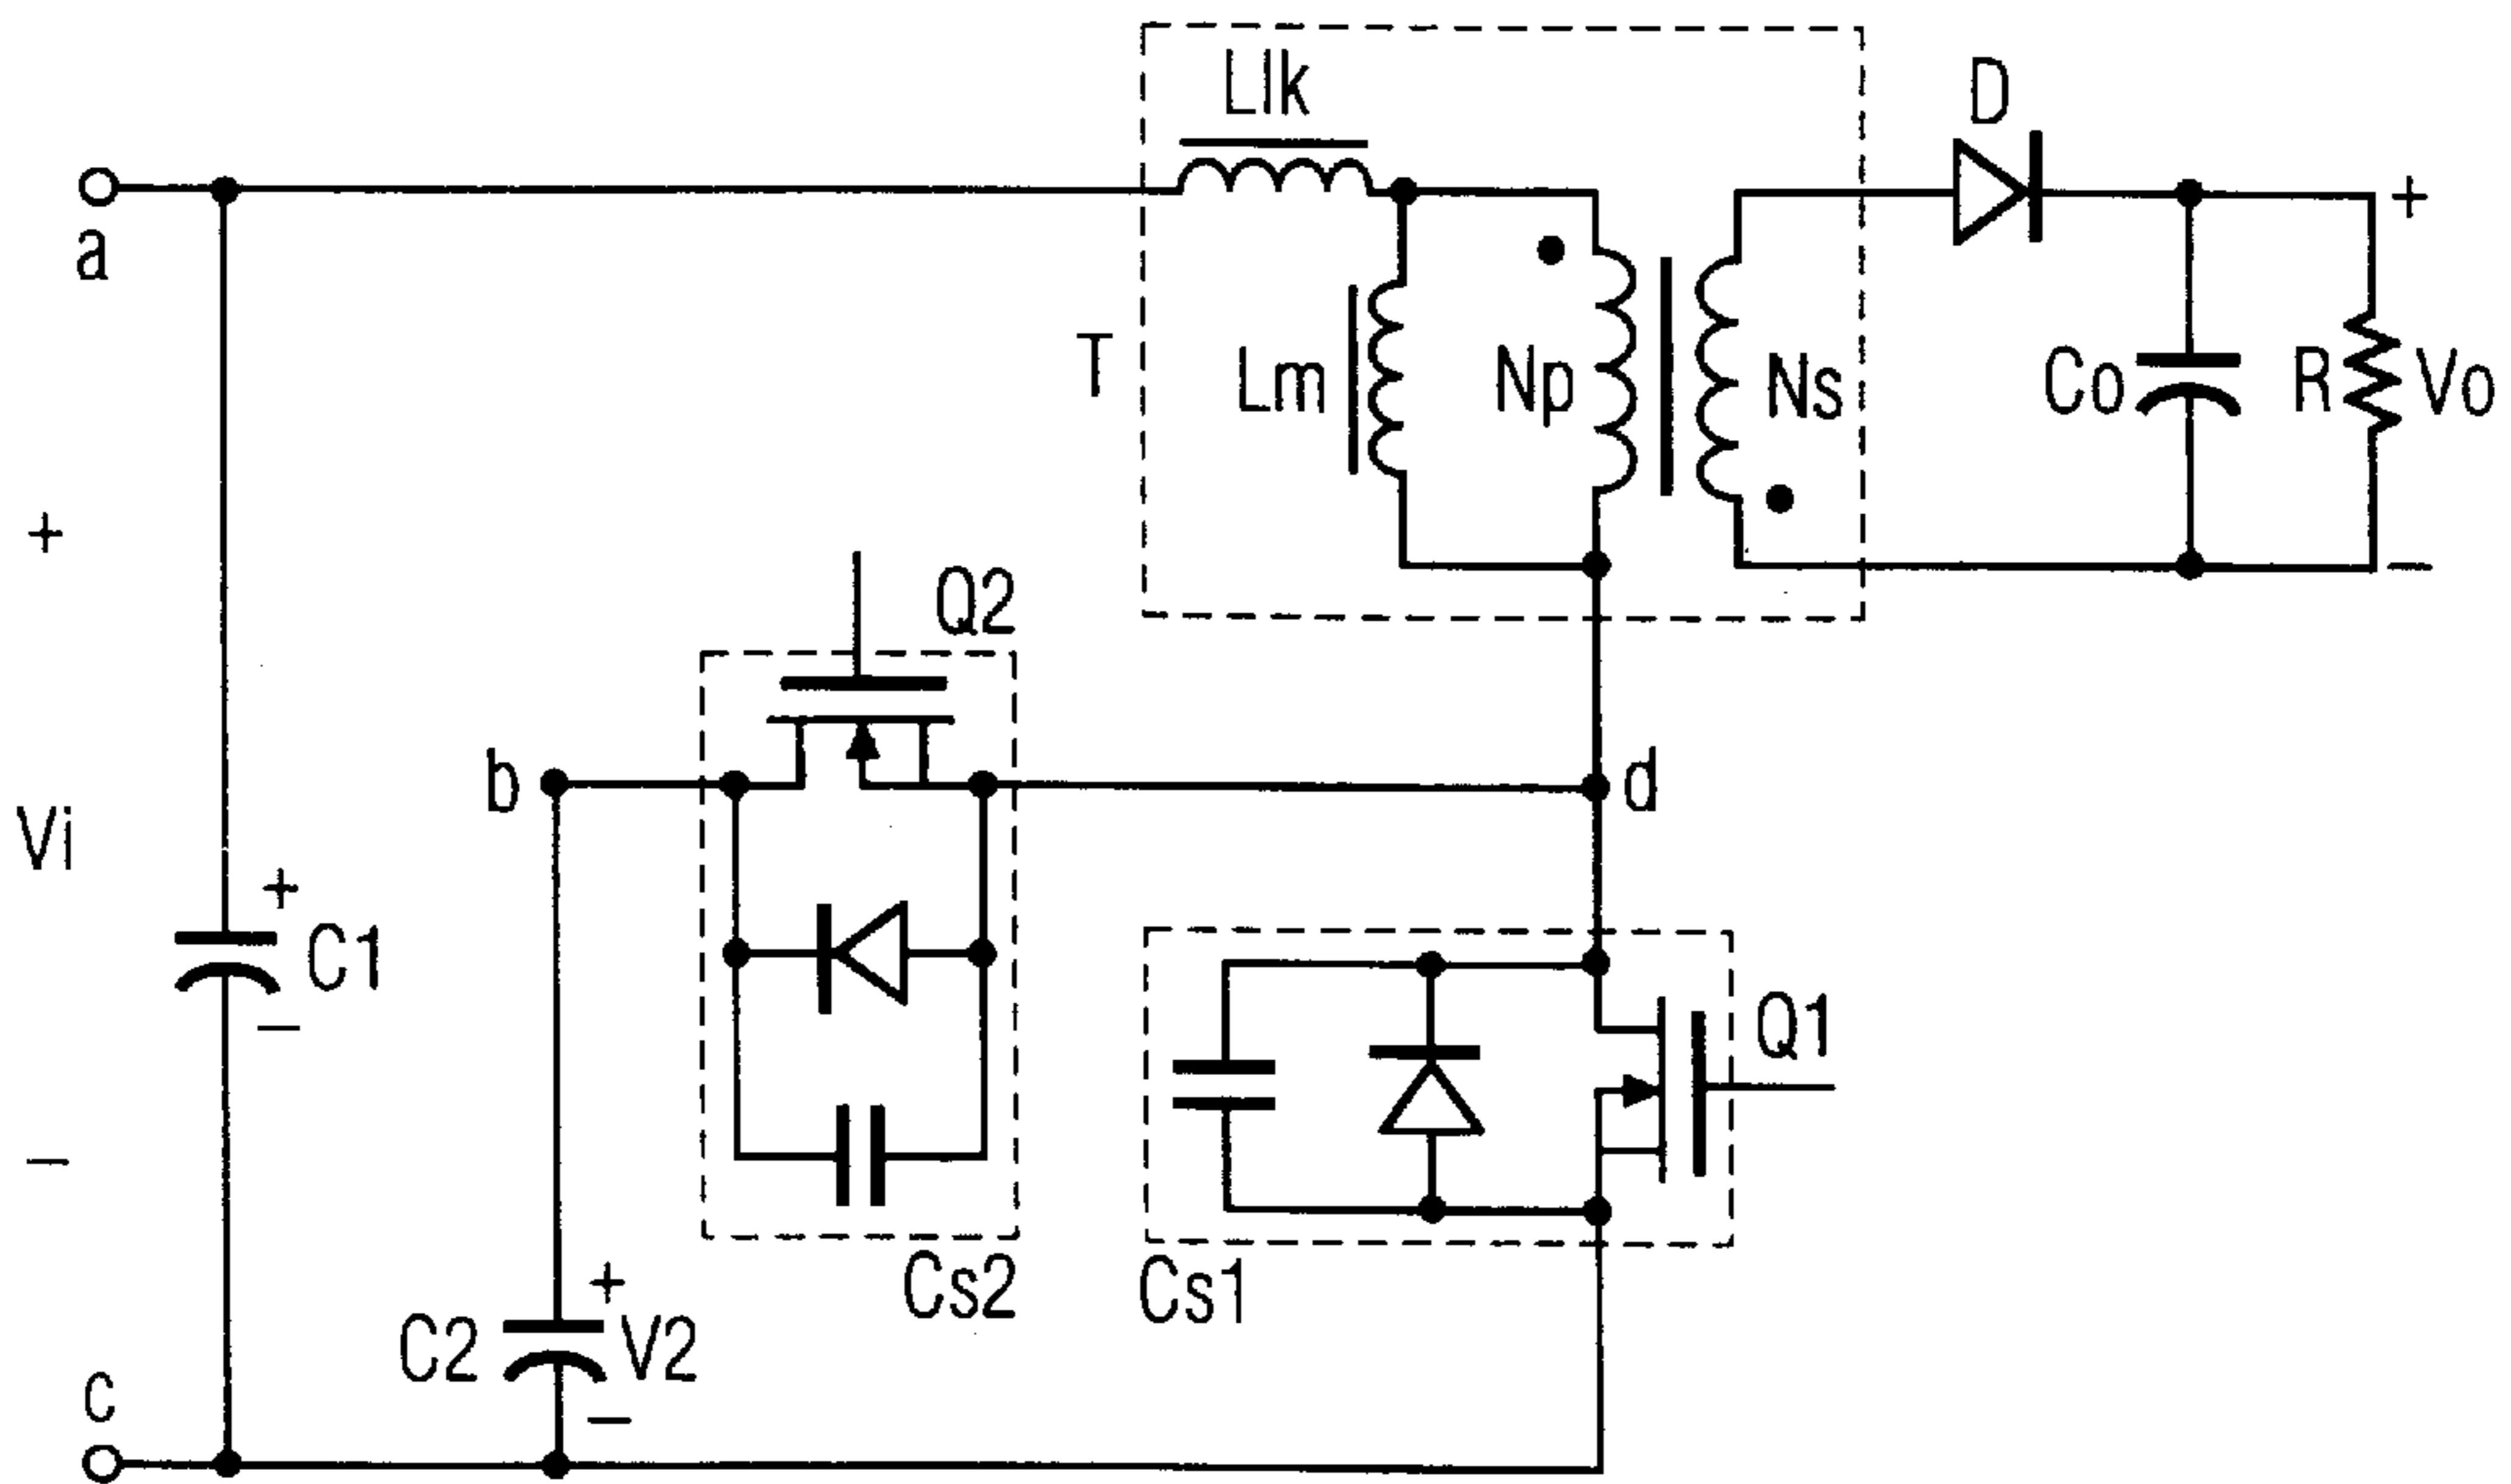 Llk
D
a
+
T
Lm
Np
Ns
Co
R
Vo
+
−
Q2
b
d
Vi
+
C1
−
Q1
−
Cs2
Cs1
+
C2
V2
−
c